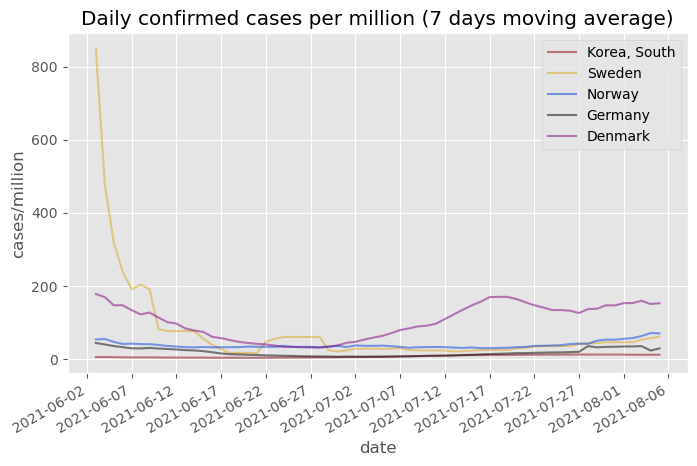 Daily confirmed cases per million (7 days moving average)
Korea, South
Sweden
Norway
Germany
Denmark
800
600
400
200
0
cases/million
2021-06-02
2021-06-07
2021-06-12
2021-06-17
2021-06-22
2021-06-27
2021-07-02
2021-07-07
2021-07-12
2021-07-17
2021-07-22
2021-07-27
2021-08-01
2021-08-06
date